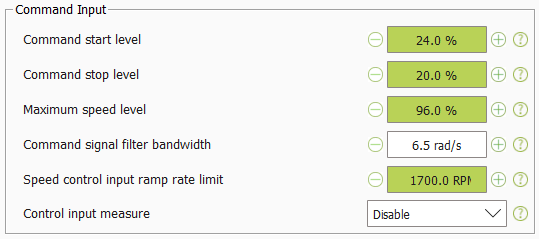 Command Input
Command start level 24.0 %
Command stop level 20.0 %
Maximum speed level 96.0 %
Command signal filter bandwidth 6.5 rad/s
Speed control input ramp rate limit 1700.0 RPM
Control input measure Disable